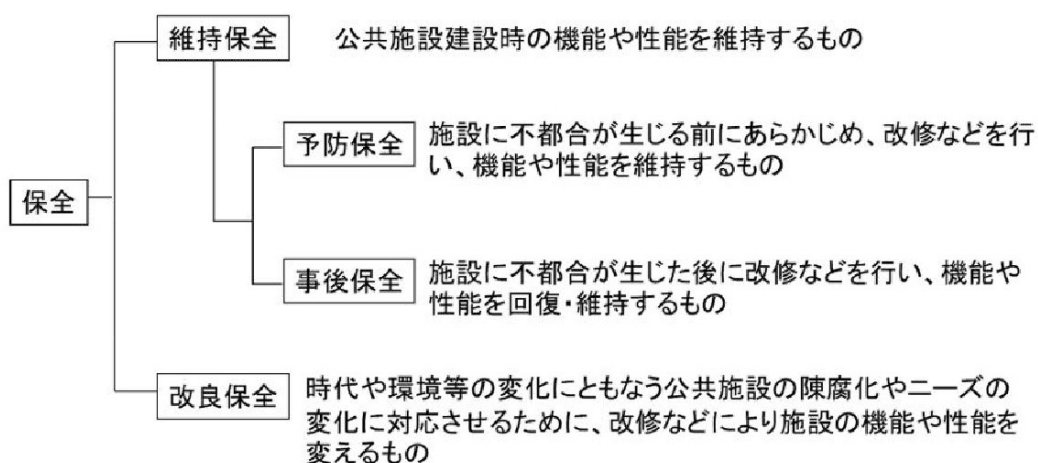 維持保全
公共施設建設時の機能や性能を維持するもの
予防保全
施設に不都合が生じる前にあらかじめ、改修などを行
い、機能や性能を維持するもの
保全
事後保全
施設に不都合が生じた後に改修などを行い、機能や
性能を回復・維持するもの
改良保全
時代や環境等の変化にともなう公共施設の陳腐化やニーズの
変化に対応させるために、改修などにより施設の機能や性能を
変えるもの